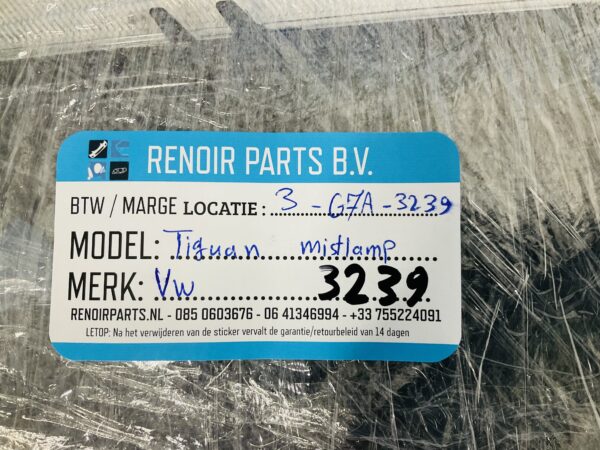 RENOIR PARTS B.V.
BTW / MARGE LOCATIE : 3 - G7A - 3239
MODEL: Tiguan mistlamp
MERK: VW 3239
RENOIRPARTS.NL - 085 0603676 - 06 41346994 - +33 755224091
LETOP: Na het verwijderen van de sticker vervalt de garantie/retourbeleid van 14 dagen